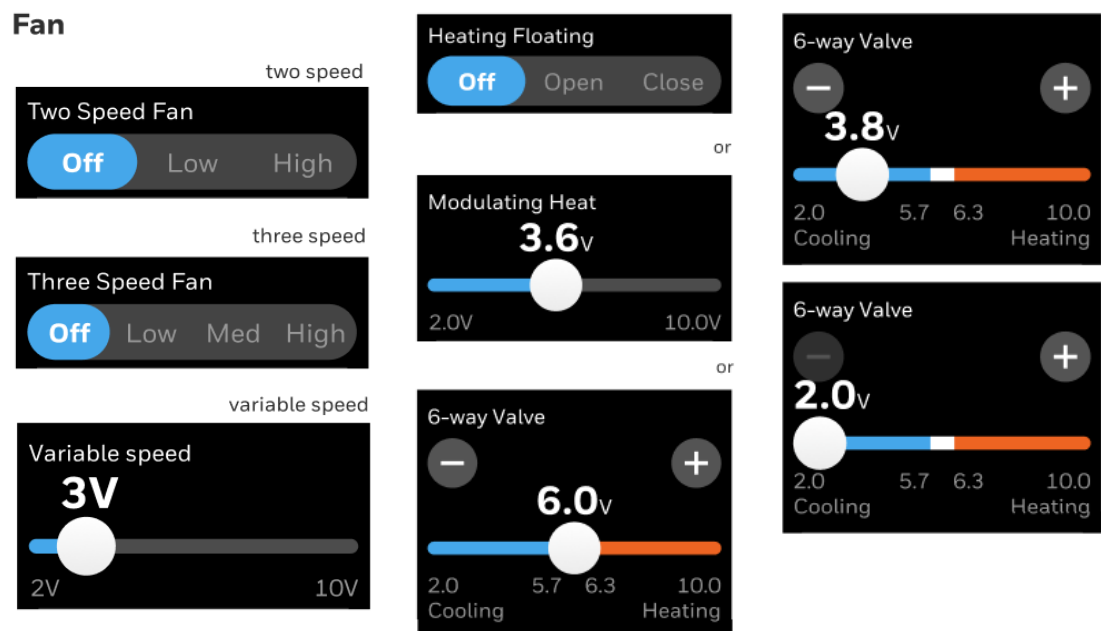 Fan
two speed
Two Speed Fan
Off Low High
three speed
Three Speed Fan
Off Low Med High
variable speed
Variable speed
3V
2V 10V
Heating Floating
Off Open Close
or
Modulating Heat
3.6V
2.0V 10.0V
or
6-way Valve
6.0V
2.0 5.7 6.3 10.0
Cooling Heating
6-way Valve
3.8V
2.0 5.7 6.3 10.0
Cooling Heating
6-way Valve
2.0V
2.0 5.7 6.3 10.0
Cooling Heating